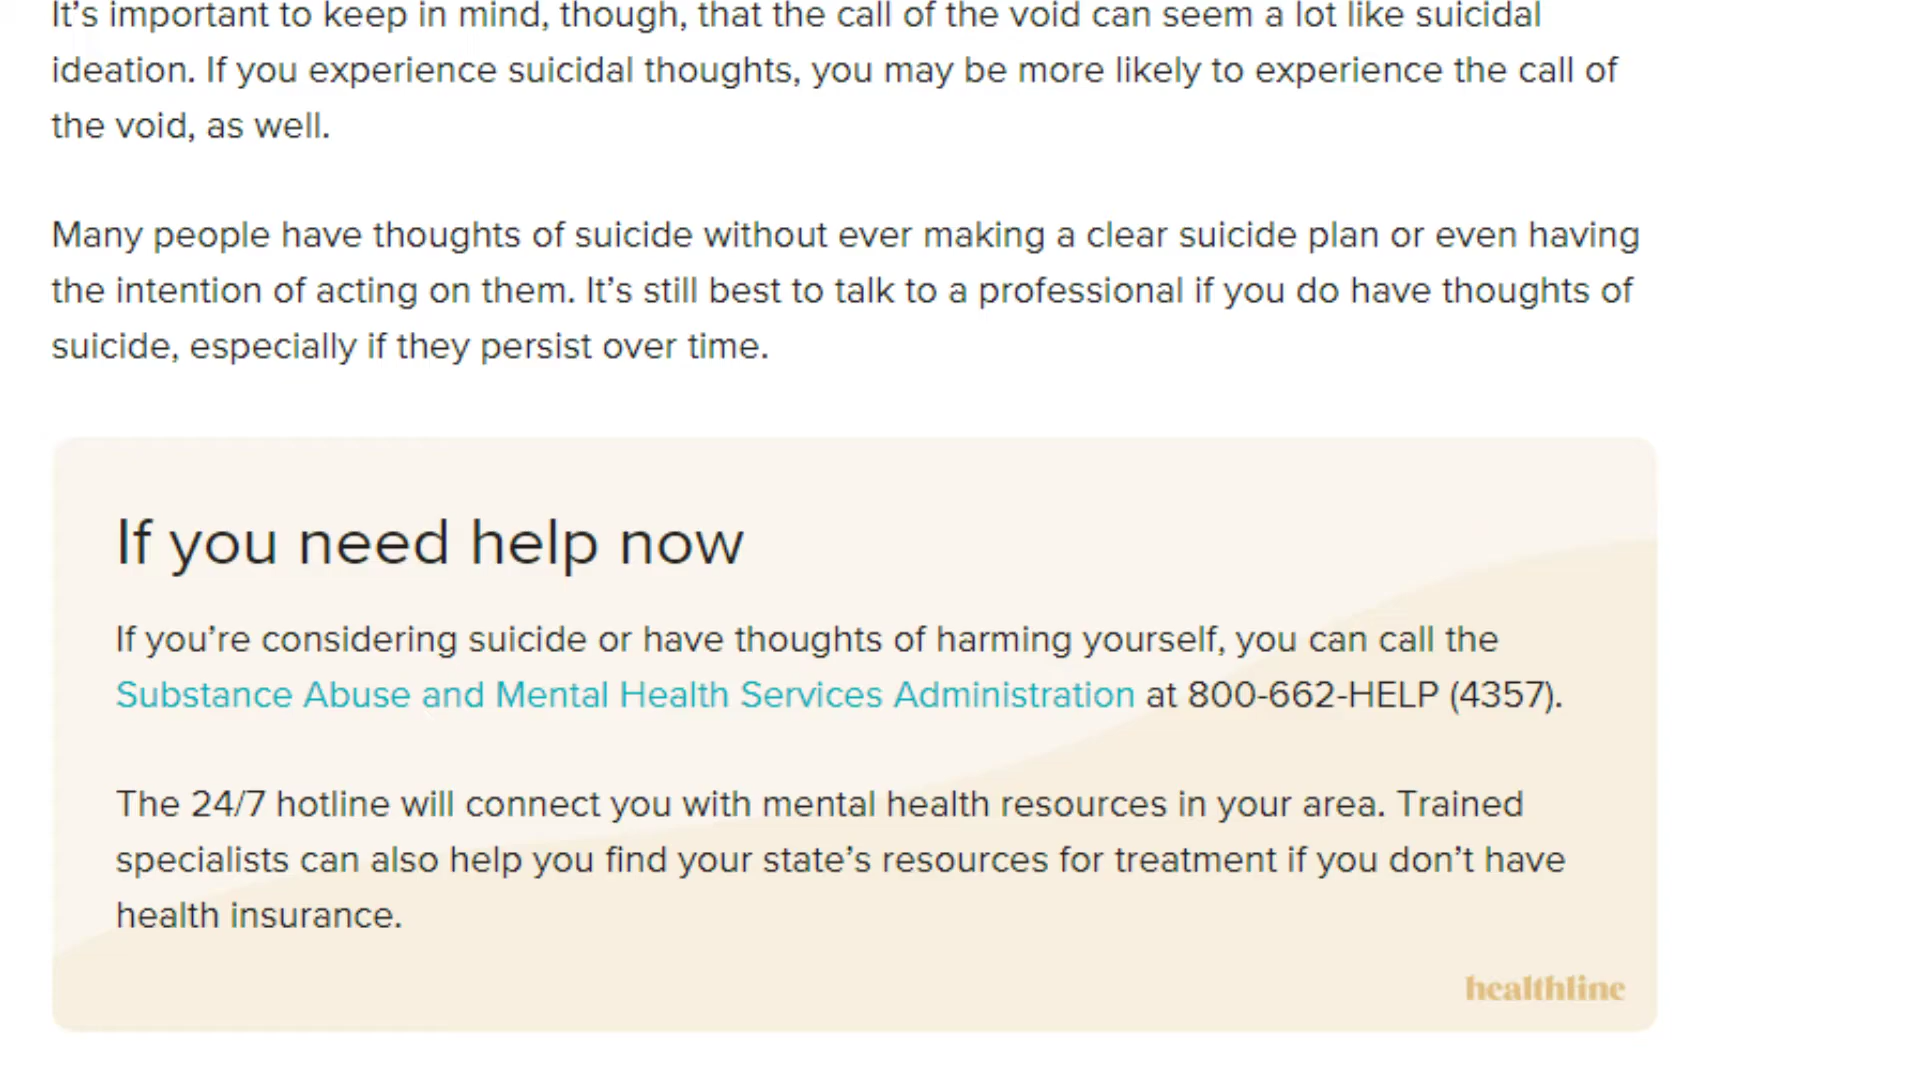 It's important to keep in mind, though, that the call of the void can seem a lot like suicidal
ideation. If you experience suicidal thoughts, you may be more likely to experience the call of
the void, as well.
Many people have thoughts of suicide without ever making a clear suicide plan or even having
the intention of acting on them. It's still best to talk to a professional if you do have thoughts of
suicide, especially if they persist over time.
If you need help now
If you're considering suicide or have thoughts of harming yourself, you can call the
Substance Abuse and Mental Health Services Administration at 800-662-HELP (4357).
The 24/7 hotline will connect you with mental health resources in your area. Trained
specialists can also help you find your state's resources for treatment if you don't have
health insurance.
healthline